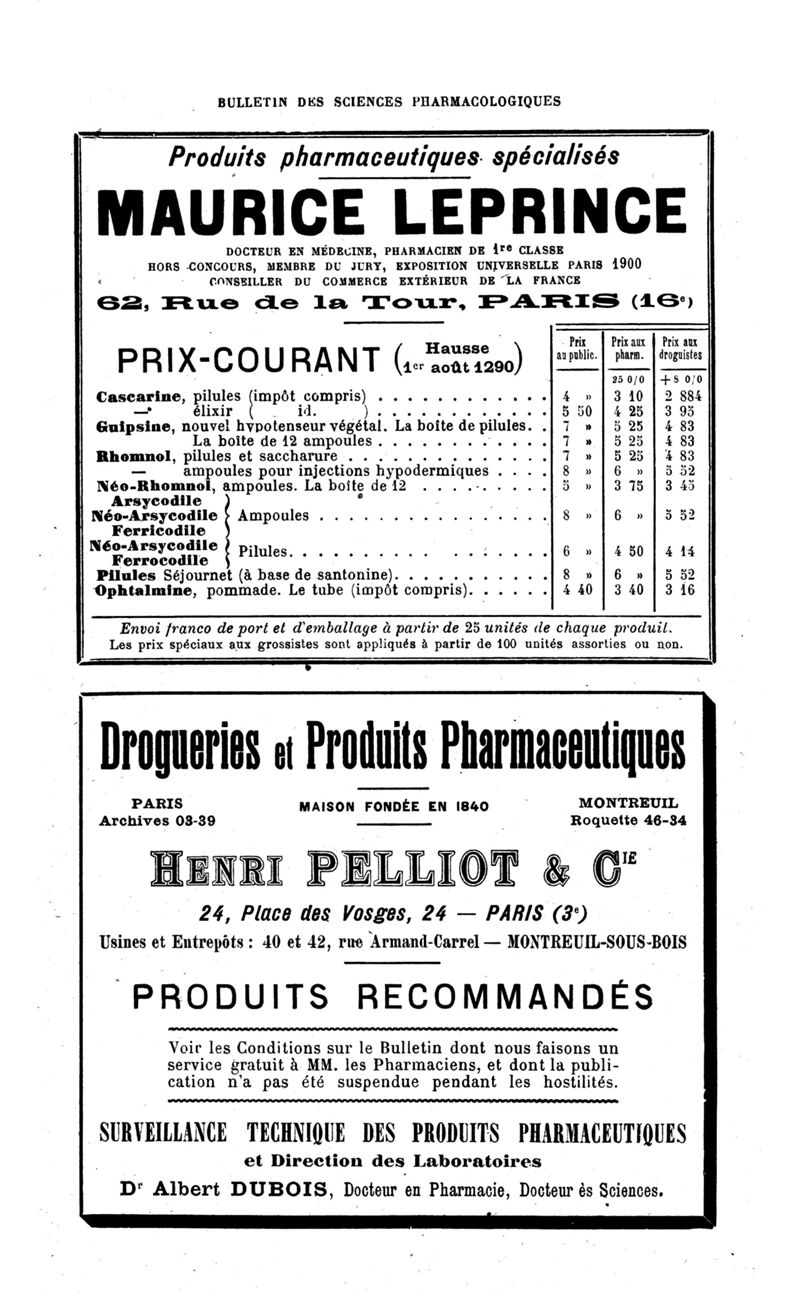 BULLETIN DES SCIENCES PHARMACOLOGIQUES
Produits pharmaceutiques spécialisés
MAURICE LEPRINCE
DOCTEUR EN MÉDECINE, PHARMACIEN DE 1re CLASSE
HORS CONCOURS, MEMBRE DU JURY, EXPOSITION UNIVERSELLE PARIS 1900
CONSEILLER DU COMMERCE EXTÉRIEUR DE LA FRANCE
62, Rue de la Tour, PARIS (16e)
PRIX-COURANT (Hausse 1er août 1290)
Prix au public. Prix aux pharm. Prix aux droguistes
25 0/0 +8 0/0
Cascarine, pilules (impôt compris) . . . . . . . . . . . . 4 » 3 10 2 884
— élixir ( id. ) . . . . . . . . . . . . 5 50 4 25 3 95
Guipsine, nouvel hypotenseur végétal. La boîte de pilules. . 7 » 5 25 4 83
La boîte de 12 ampoules . . . . . . . . . . . . 7 » 5 25 4 83
Rhomnol, pilules et saccharure . . . . . . . . . . . . 7 » 5 25 4 83
— ampoules pour injections hypodermiques . . . . 8 » 6 » 5 52
Néo-Rhomnol, ampoules. La boîte de 12 . . . . . . . . 5 » 3 75 3 45
Arsycodile
Néo-Arsycodile } Ampoules . . . . . . . . . . . . 8 » 6 » 5 52
Ferricodile
Néo-Arsycodile
Ferrocodile } Pilules. . . . . . . . . . . . 6 » 4 50 4 14
Pilules Séjournet (à base de santonine). . . . . . . . . . . 8 » 6 » 5 52
Ophtalmine, pommade. Le tube (impôt compris). . . . . . 4 40 3 40 3 16
Envoi franco de port et d'emballage à partir de 25 unités de chaque produit.
Les prix spéciaux aux grossistes sont appliqués à partir de 100 unités assorties ou non.
Drogueries et Produits Pharmaceutiques
PARIS MAISON FONDÉE EN 1840 MONTREUIL
Archives 03-39 Roquette 46-34
HENRI PELLIOT & CIE
24, Place des Vosges, 24 — PARIS (3e)
Usines et Entrepôts : 40 et 42, rue Armand-Carrel — MONTREUIL-SOUS-BOIS
PRODUITS RECOMMANDÉS
Voir les Conditions sur le Bulletin dont nous faisons un
service gratuit à MM. les Pharmaciens, et dont la publi-
cation n'a pas été suspendue pendant les hostilités.
SURVEILLANCE TECHNIQUE DES PRODUITS PHARMACEUTIQUES
et Direction des Laboratoires
Dr Albert DUBOIS, Docteur en Pharmacie, Docteur ès Sciences.